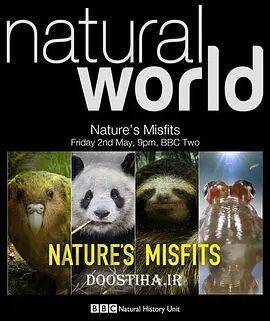 natural
world
Nature's Misfits
Friday 2nd May, 9pm, BBC Two
NATURE'S MISFITS
DOOSTIHA.IR
BBC Natural History Unit